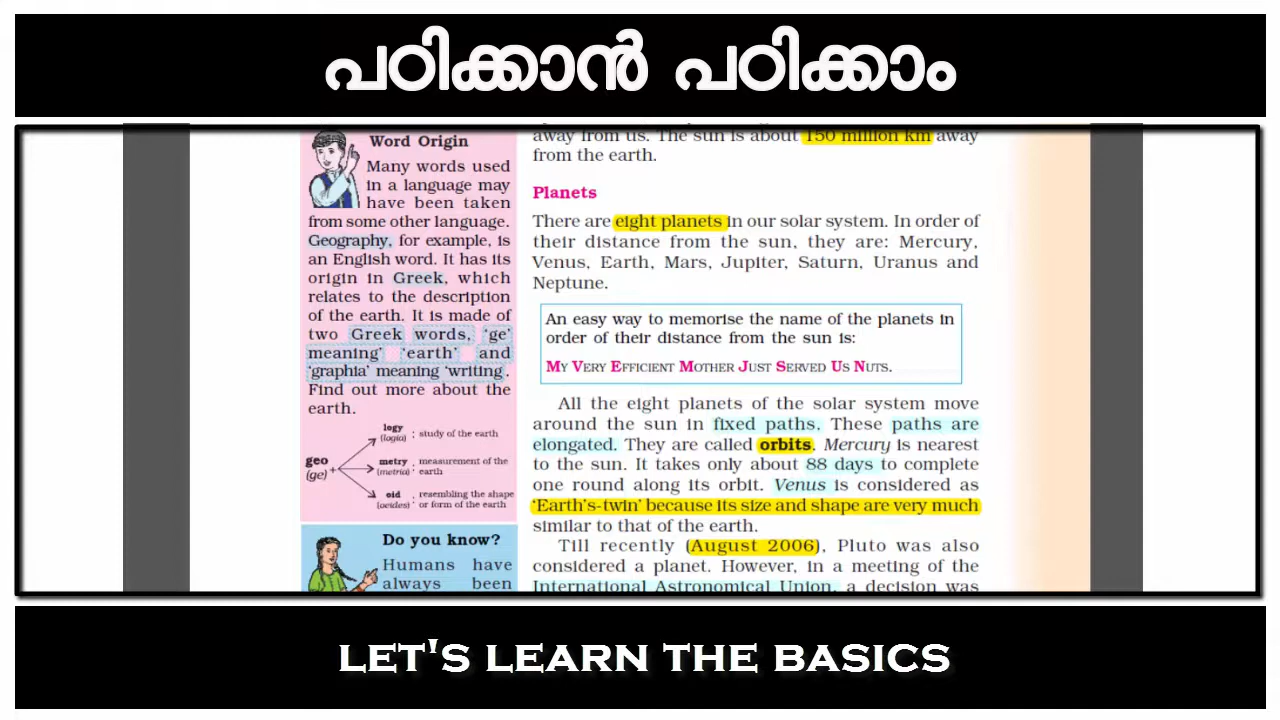 പഠിക്കാൻ പഠിക്കാം
Word Origin
Many words used
in a language may
have been taken
from some other language.
Geography, for example, is
an English word. It has its
origin in Greek, which
relates to the description
of the earth. It is made of
two Greek words, ‘ge’
meaning’ ‘earth’ and
‘graphia’ meaning ‘writing’.
Find out more about the
earth.
geo
(ge)
+
logy
(logia) ; study of the earth
metry ; measurement of the
(metria) ; earth
oid ; resembling the shape
(oeides) ; or form of the earth
Do you know?
Humans have
always been
away from us. The sun is about 150 million km away
from the earth.
Planets
There are eight planets in our solar system. In order of
their distance from the sun, they are: Mercury,
Venus, Earth, Mars, Jupiter, Saturn, Uranus and
Neptune.
An easy way to memorise the name of the planets in
order of their distance from the sun is:
MY VERY EFFICIENT MOTHER JUST SERVED US NUTS.
All the eight planets of the solar system move
around the sun in fixed paths. These paths are
elongated. They are called orbits. Mercury is nearest
to the sun. It takes only about 88 days to complete
one round along its orbit. Venus is considered as
‘Earth’s-twin’ because its size and shape are very much
similar to that of the earth.
Till recently (August 2006), Pluto was also
considered a planet. However, in a meeting of the
International Astronomical Union, a decision was
LET'S LEARN THE BASICS